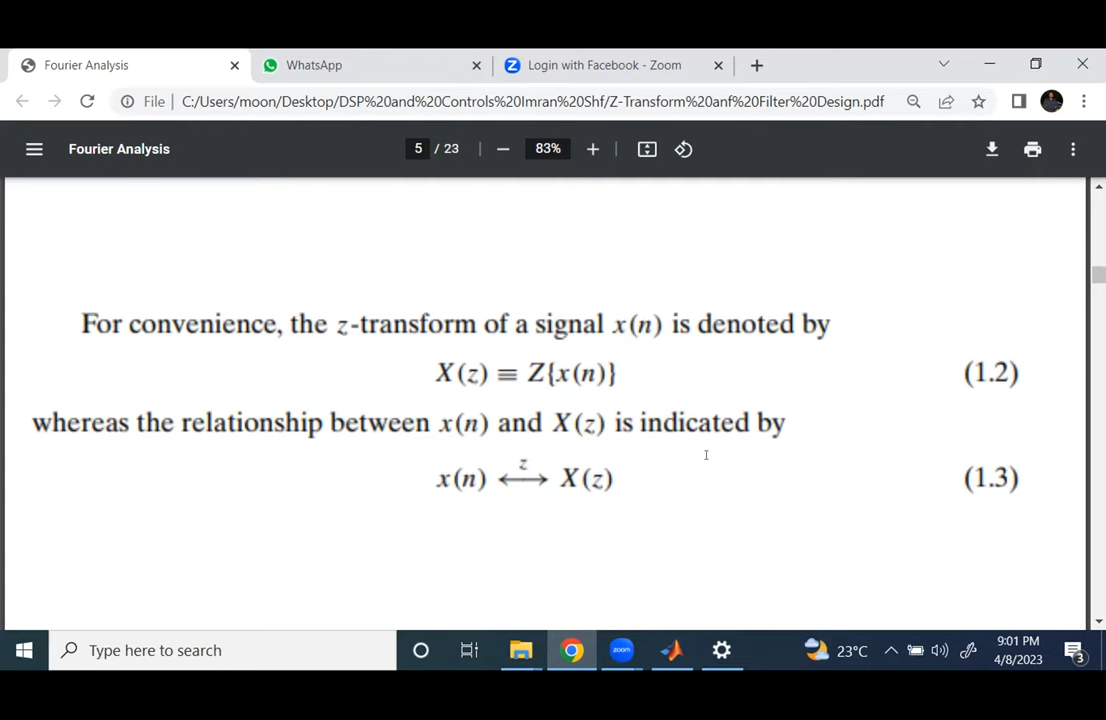 Fourier Analysis
WhatsApp
Login with Facebook - Zoom
File | C:/Users/moon/Desktop/DSP%20and%20Controls%20Imran%20Shf/Z-Transform%20anf%20Filter%20Design.pdf
Fourier Analysis 5 / 23 83%
For convenience, the z-transform of a signal x(n) is denoted by
X(z) ≡ Z{x(n)} (1.2)
whereas the relationship between x(n) and X(z) is indicated by
z
x(n) ⟷ X(z) (1.3)
Type here to search
zoom
23°C
9:01 PM
4/8/2023
3